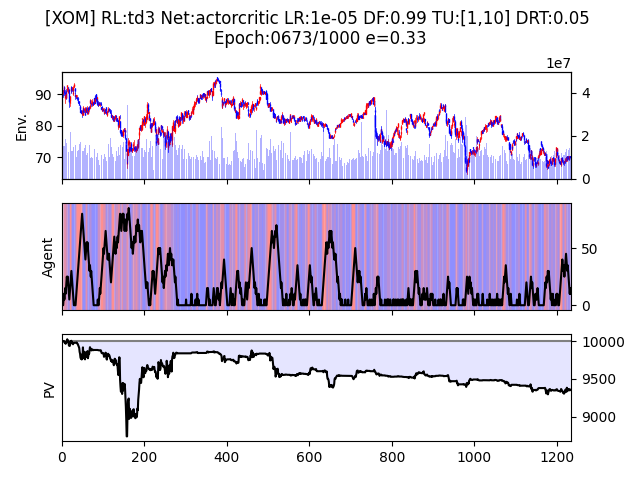 [XOM] RL:td3 Net:actorcritic LR:1e-05 DF:0.99 TU:[1,10] DRT:0.05
Epoch:0673/1000 e=0.33
1e7
90
80
70
Env.
4
2
0
Agent
50
0
PV
10000
9500
9000
0 200 400 600 800 1000 1200